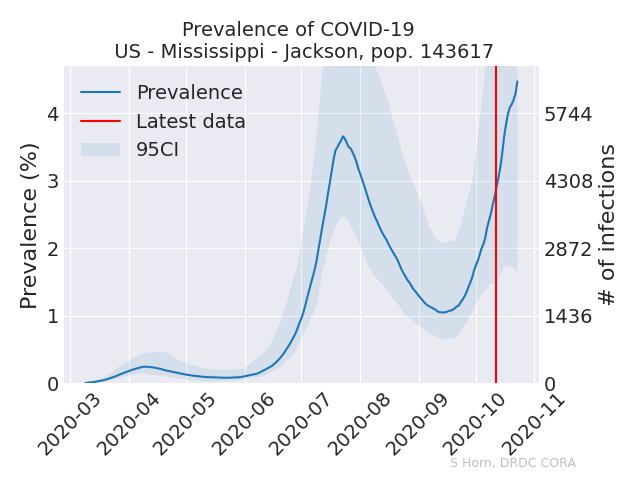 Prevalence of COVID-19
US - Mississippi - Jackson, pop. 143617
Prevalence
Latest data
95CI
Prevalence (%)
4
3
2
1
0
5744
4308
2872
1436
0
# of infections
2020-03
2020-04
2020-05
2020-06
2020-07
2020-08
2020-09
2020-10
2020-11
S Horn, DRDC CORA